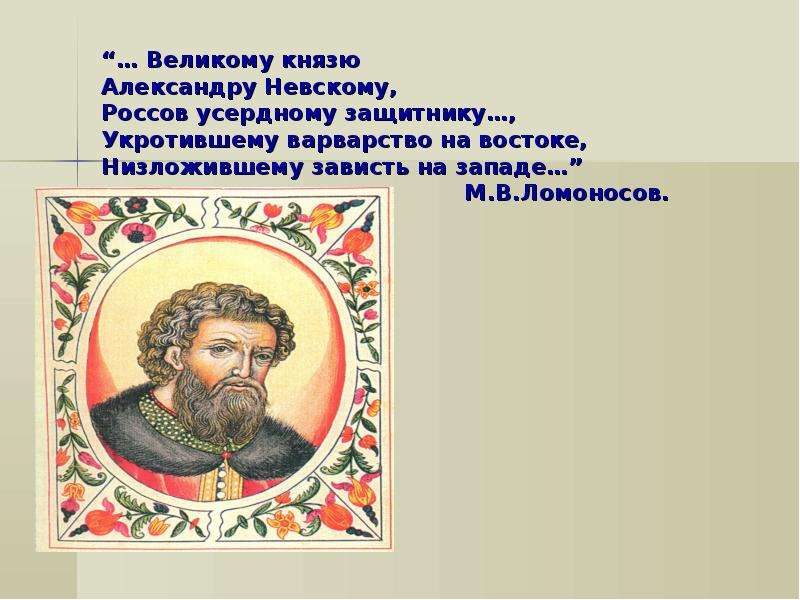 “… Великому князю
Александру Невскому,
Россов усердному защитнику…,
Укротившему варварство на востоке,
Низложившему зависть на западе…”
М.В.Ломоносов.